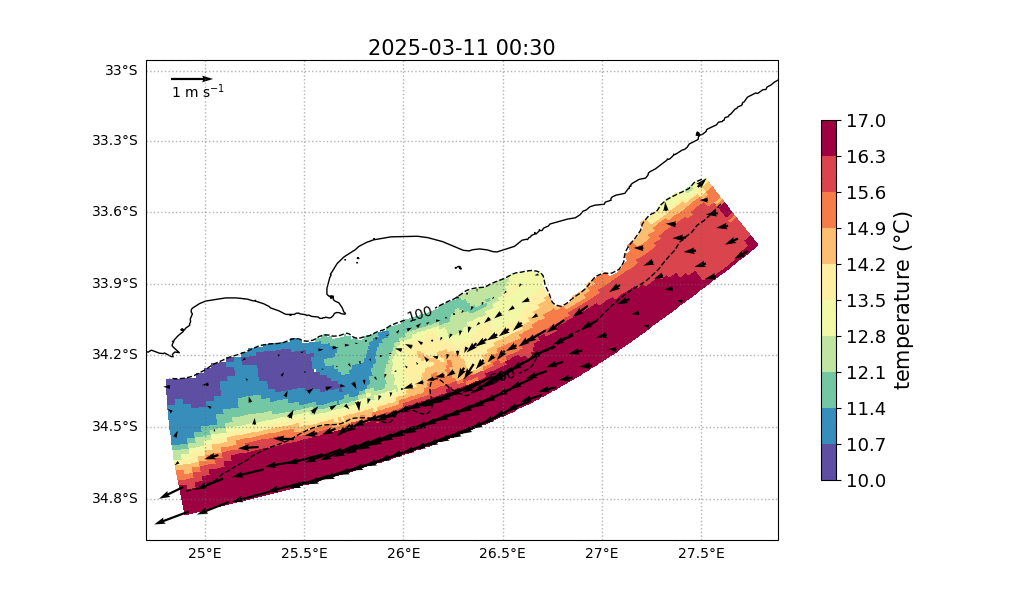 2025-03-11 00:30
33°S
33.3°S
33.6°S
33.9°S
34.2°S
34.5°S
34.8°S
1 m s⁻¹
100
25°E
25.5°E
26°E
26.5°E
27°E
27.5°E
17.0
16.3
15.6
14.9
14.2
13.5
12.8
12.1
11.4
10.7
10.0
temperature (°C)